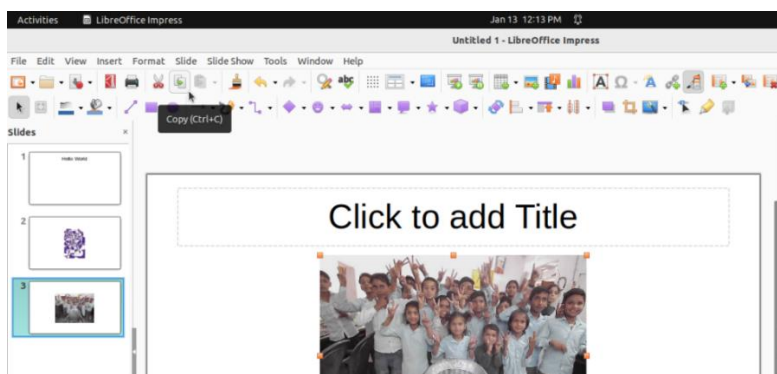 Activities LibreOffice Impress Jan 13 12:13 PM
Untitled 1 - LibreOffice Impress
File Edit View Insert Format Slide Slide Show Tools Window Help
Copy (Ctrl+C)
Slides
1
Hello World
2
3
Click to add Title